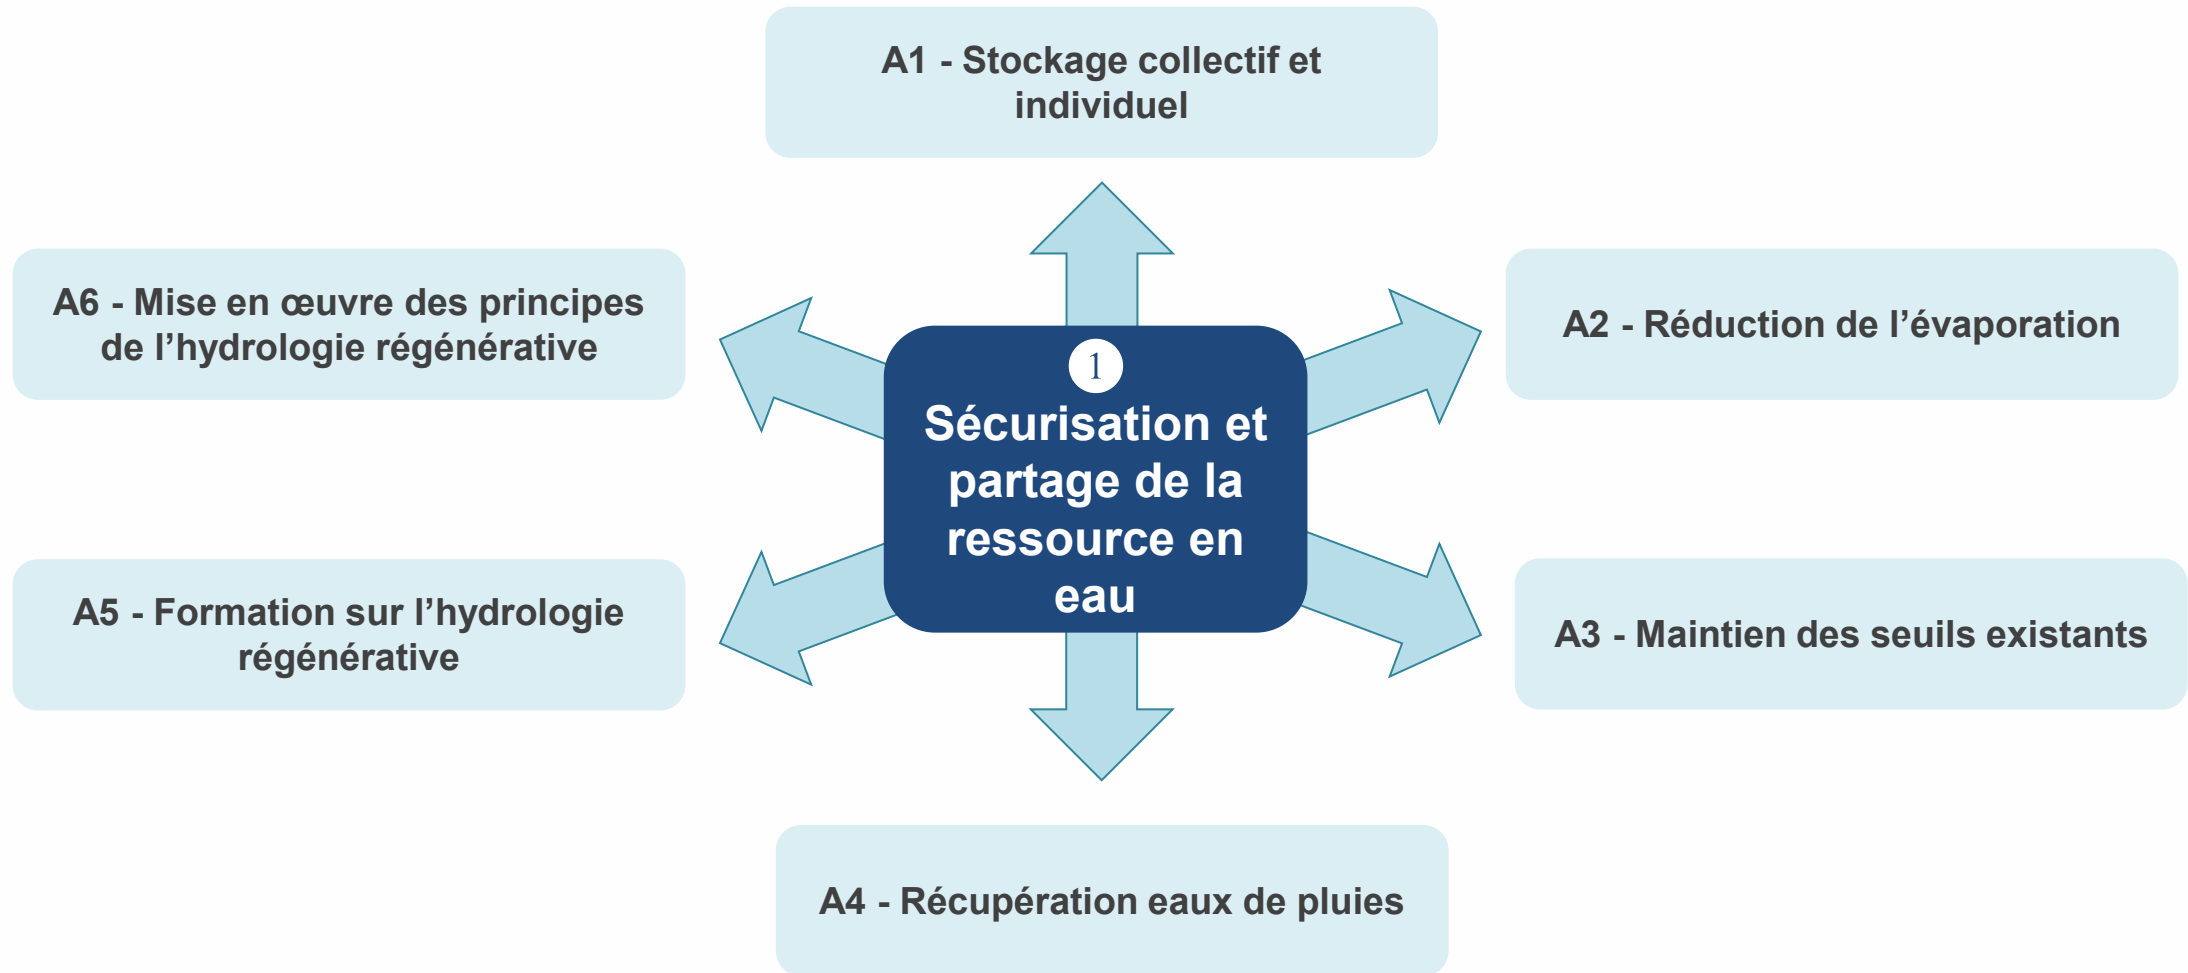 A1 - Stockage collectif et
individuel
A6 - Mise en œuvre des principes
de l’hydrologie régénérative
A2 - Réduction de l’évaporation
1
Sécurisation et
partage de la
ressource en
eau
A5 - Formation sur l’hydrologie
régénérative
A3 - Maintien des seuils existants
A4 - Récupération eaux de pluies